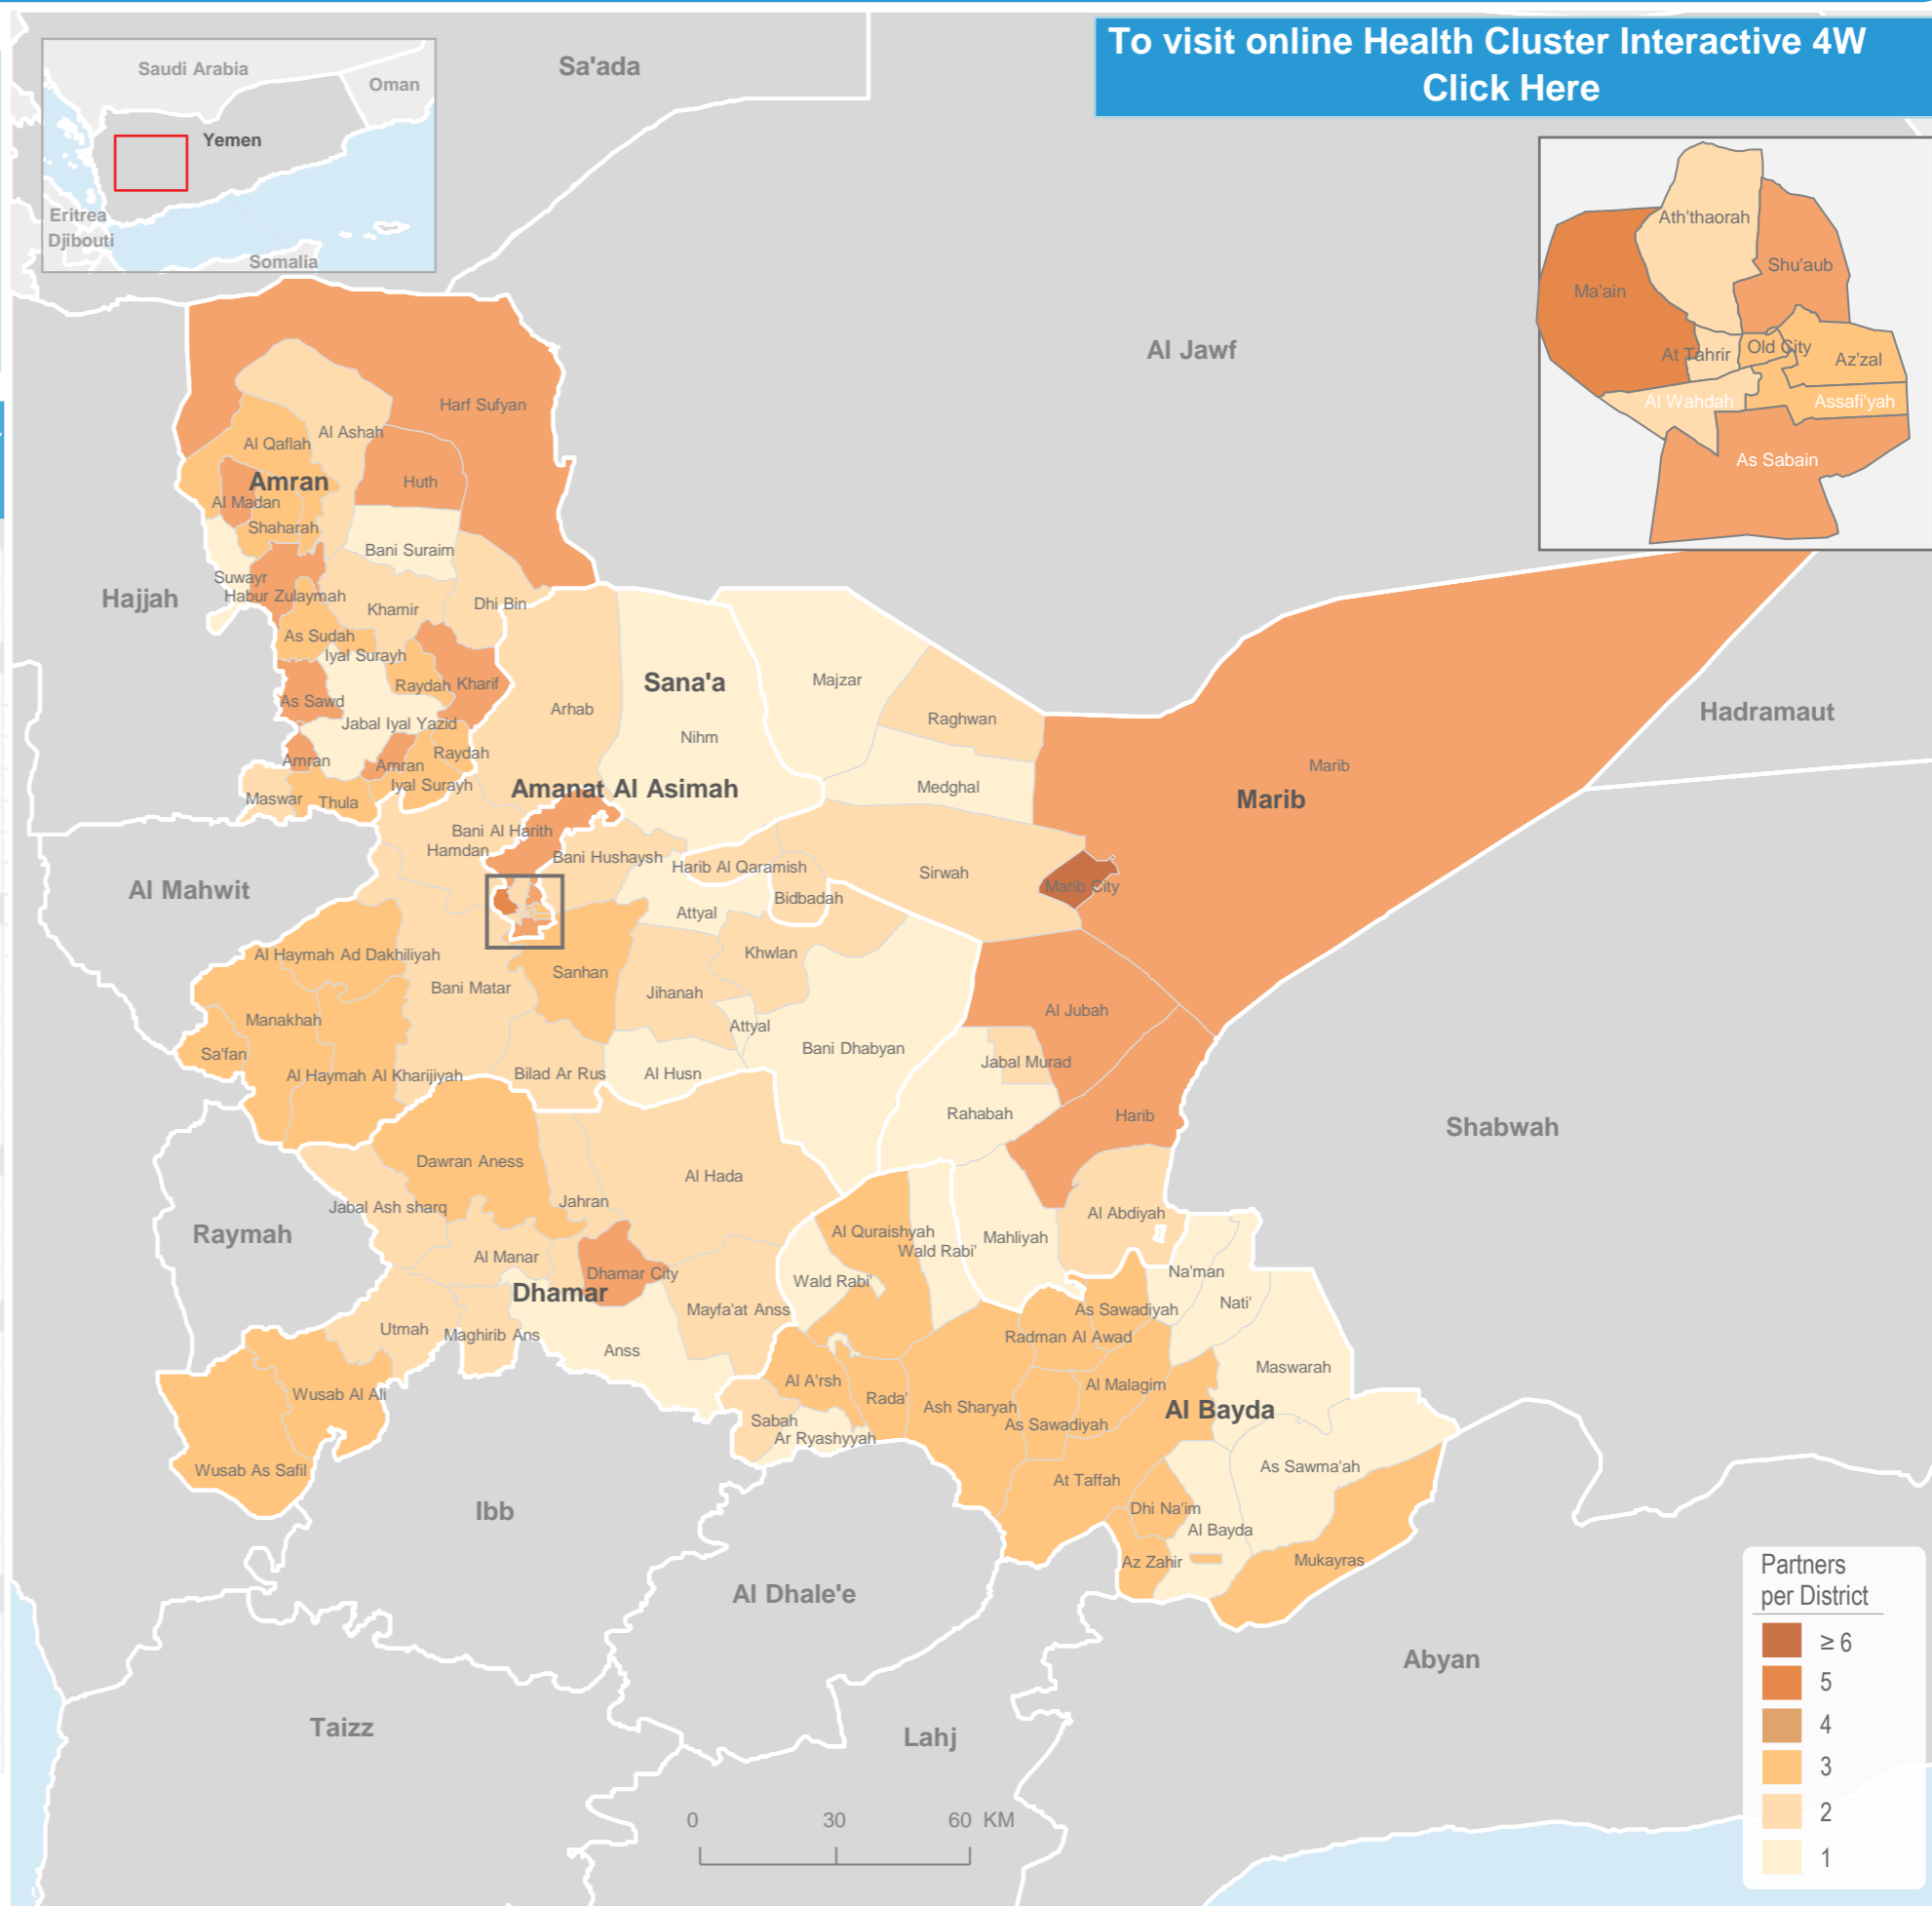 To visit online Health Cluster Interactive 4W
Click Here
Saudi Arabia
Oman
Yemen
Eritrea
Djibouti
Somalia
Sa'ada
Al Jawf
Ath'thaorah
Shu'aub
Ma'ain
At Tahrir
Old City
Az'zal
Al Wahdah
Assafi'yah
As Sabain
Harf Sufyan
Al Ashah
Al Qaflah
Amran
Huth
Al Madan
Shaharah
Bani Suraim
Suwayr
Habur Zulaymah
Hajjah
Khamir
Dhi Bin
As Sudah
Iyal Surayh
Raydah
Kharif
As Sawd
Jabal Iyal Yazid
Raydah
Amran
Amran
Iyal Surayh
Maswar
Thula
Sana'a
Arhab
Nihm
Majzar
Raghwan
Medghal
Marib
Marib
Hadramaut
Amanat Al Asimah
Bani Al Harith
Hamdan
Bani Hushaysh
Harib Al Qaramish
Sirwah
Marib City
Al Mahwit
Bidbadah
Attyal
Khwlan
Al Haymah Ad Dakhiliyah
Sanhan
Bani Matar
Jihanah
Manakhah
Attyal
Al Jubah
Sa'fan
Bani Dhabyan
Jabal Murad
Al Haymah Al Kharijiyah
Bilad Ar Rus
Al Husn
Rahabah
Harib
Shabwah
Dawran Aness
Al Hada
Jahran
Jabal Ash sharq
Raymah
Al Manar
Dhamar City
Dhamar
Al Quraishyah
Wald Rabi'
Mahliyah
Al Abdiyah
Wald Rabi'
Na'man
Nati'
Mayfa'at Anss
As Sawadiyah
Utmah
Maghirib Ans
Radman Al Awad
Anss
Maswarah
Wusab Al Ali
Al A'rsh
Rada'
Al Malagim
Ash Sharyah
Al Bayda
Sabah
As Sawadiyah
Ar Ryashyyah
Wusab As Safil
As Sawma'ah
At Taffah
Ibb
Dhi Na'im
Al Bayda
Az Zahir
Mukayras
Al Dhale'e
Abyan
Taizz
Lahj
0 30 60 KM
Partners
per District
≥ 6
5
4
3
2
1